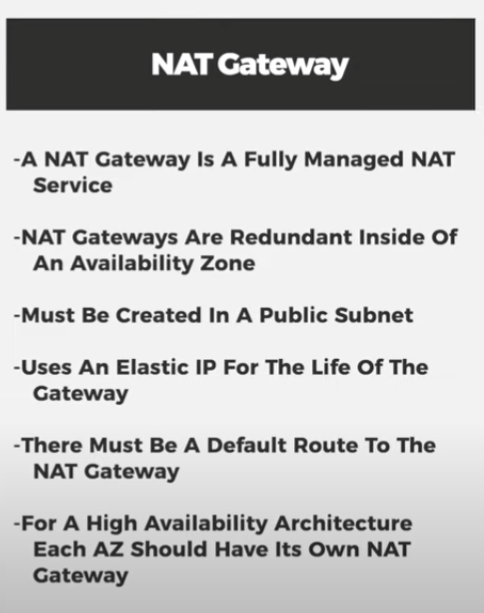 NAT Gateway
-A NAT Gateway Is A Fully Managed NAT
Service
-NAT Gateways Are Redundant Inside Of
An Availability Zone
-Must Be Created In A Public Subnet
-Uses An Elastic IP For The Life Of The
Gateway
-There Must Be A Default Route To The
NAT Gateway
-For A High Availability Architecture
Each AZ Should Have Its Own NAT
Gateway